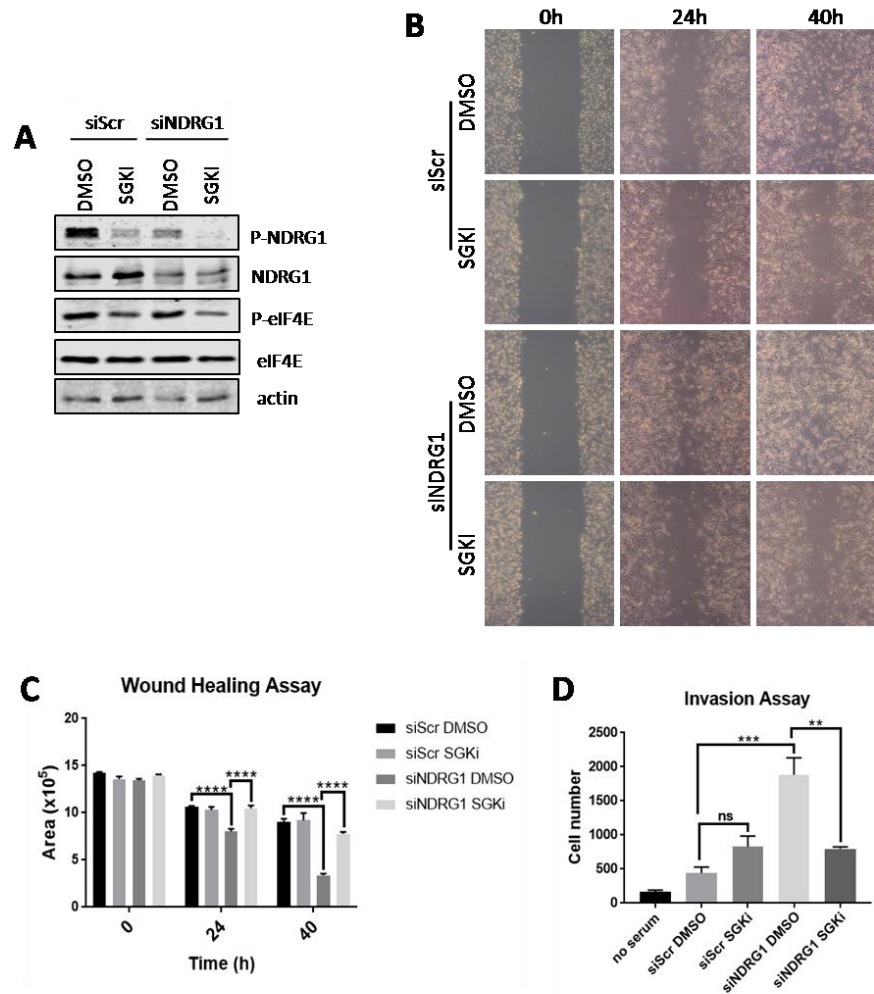 A
siScr siNDRG1
DMSO SGKI DMSO SGKI
P-NDRG1
NDRG1
P-eIF4E
eIF4E
actin
B
0h 24h 40h
siScr
DMSO
SGKI
siNDRG1
DMSO
SGKI
C
Wound Healing Assay
Area (x10⁵)
20
15
10
5
0
**** ****
**** ****
0 24 40
Time (h)
siScr DMSO
siScr SGKi
siNDRG1 DMSO
siNDRG1 SGKi
D
Invasion Assay
Cell number
2500
2000
1500
1000
500
0
**
***
ns
no serum
siScr DMSO
siScr SGKi
siNDRG1 DMSO
siNDRG1 SGKi